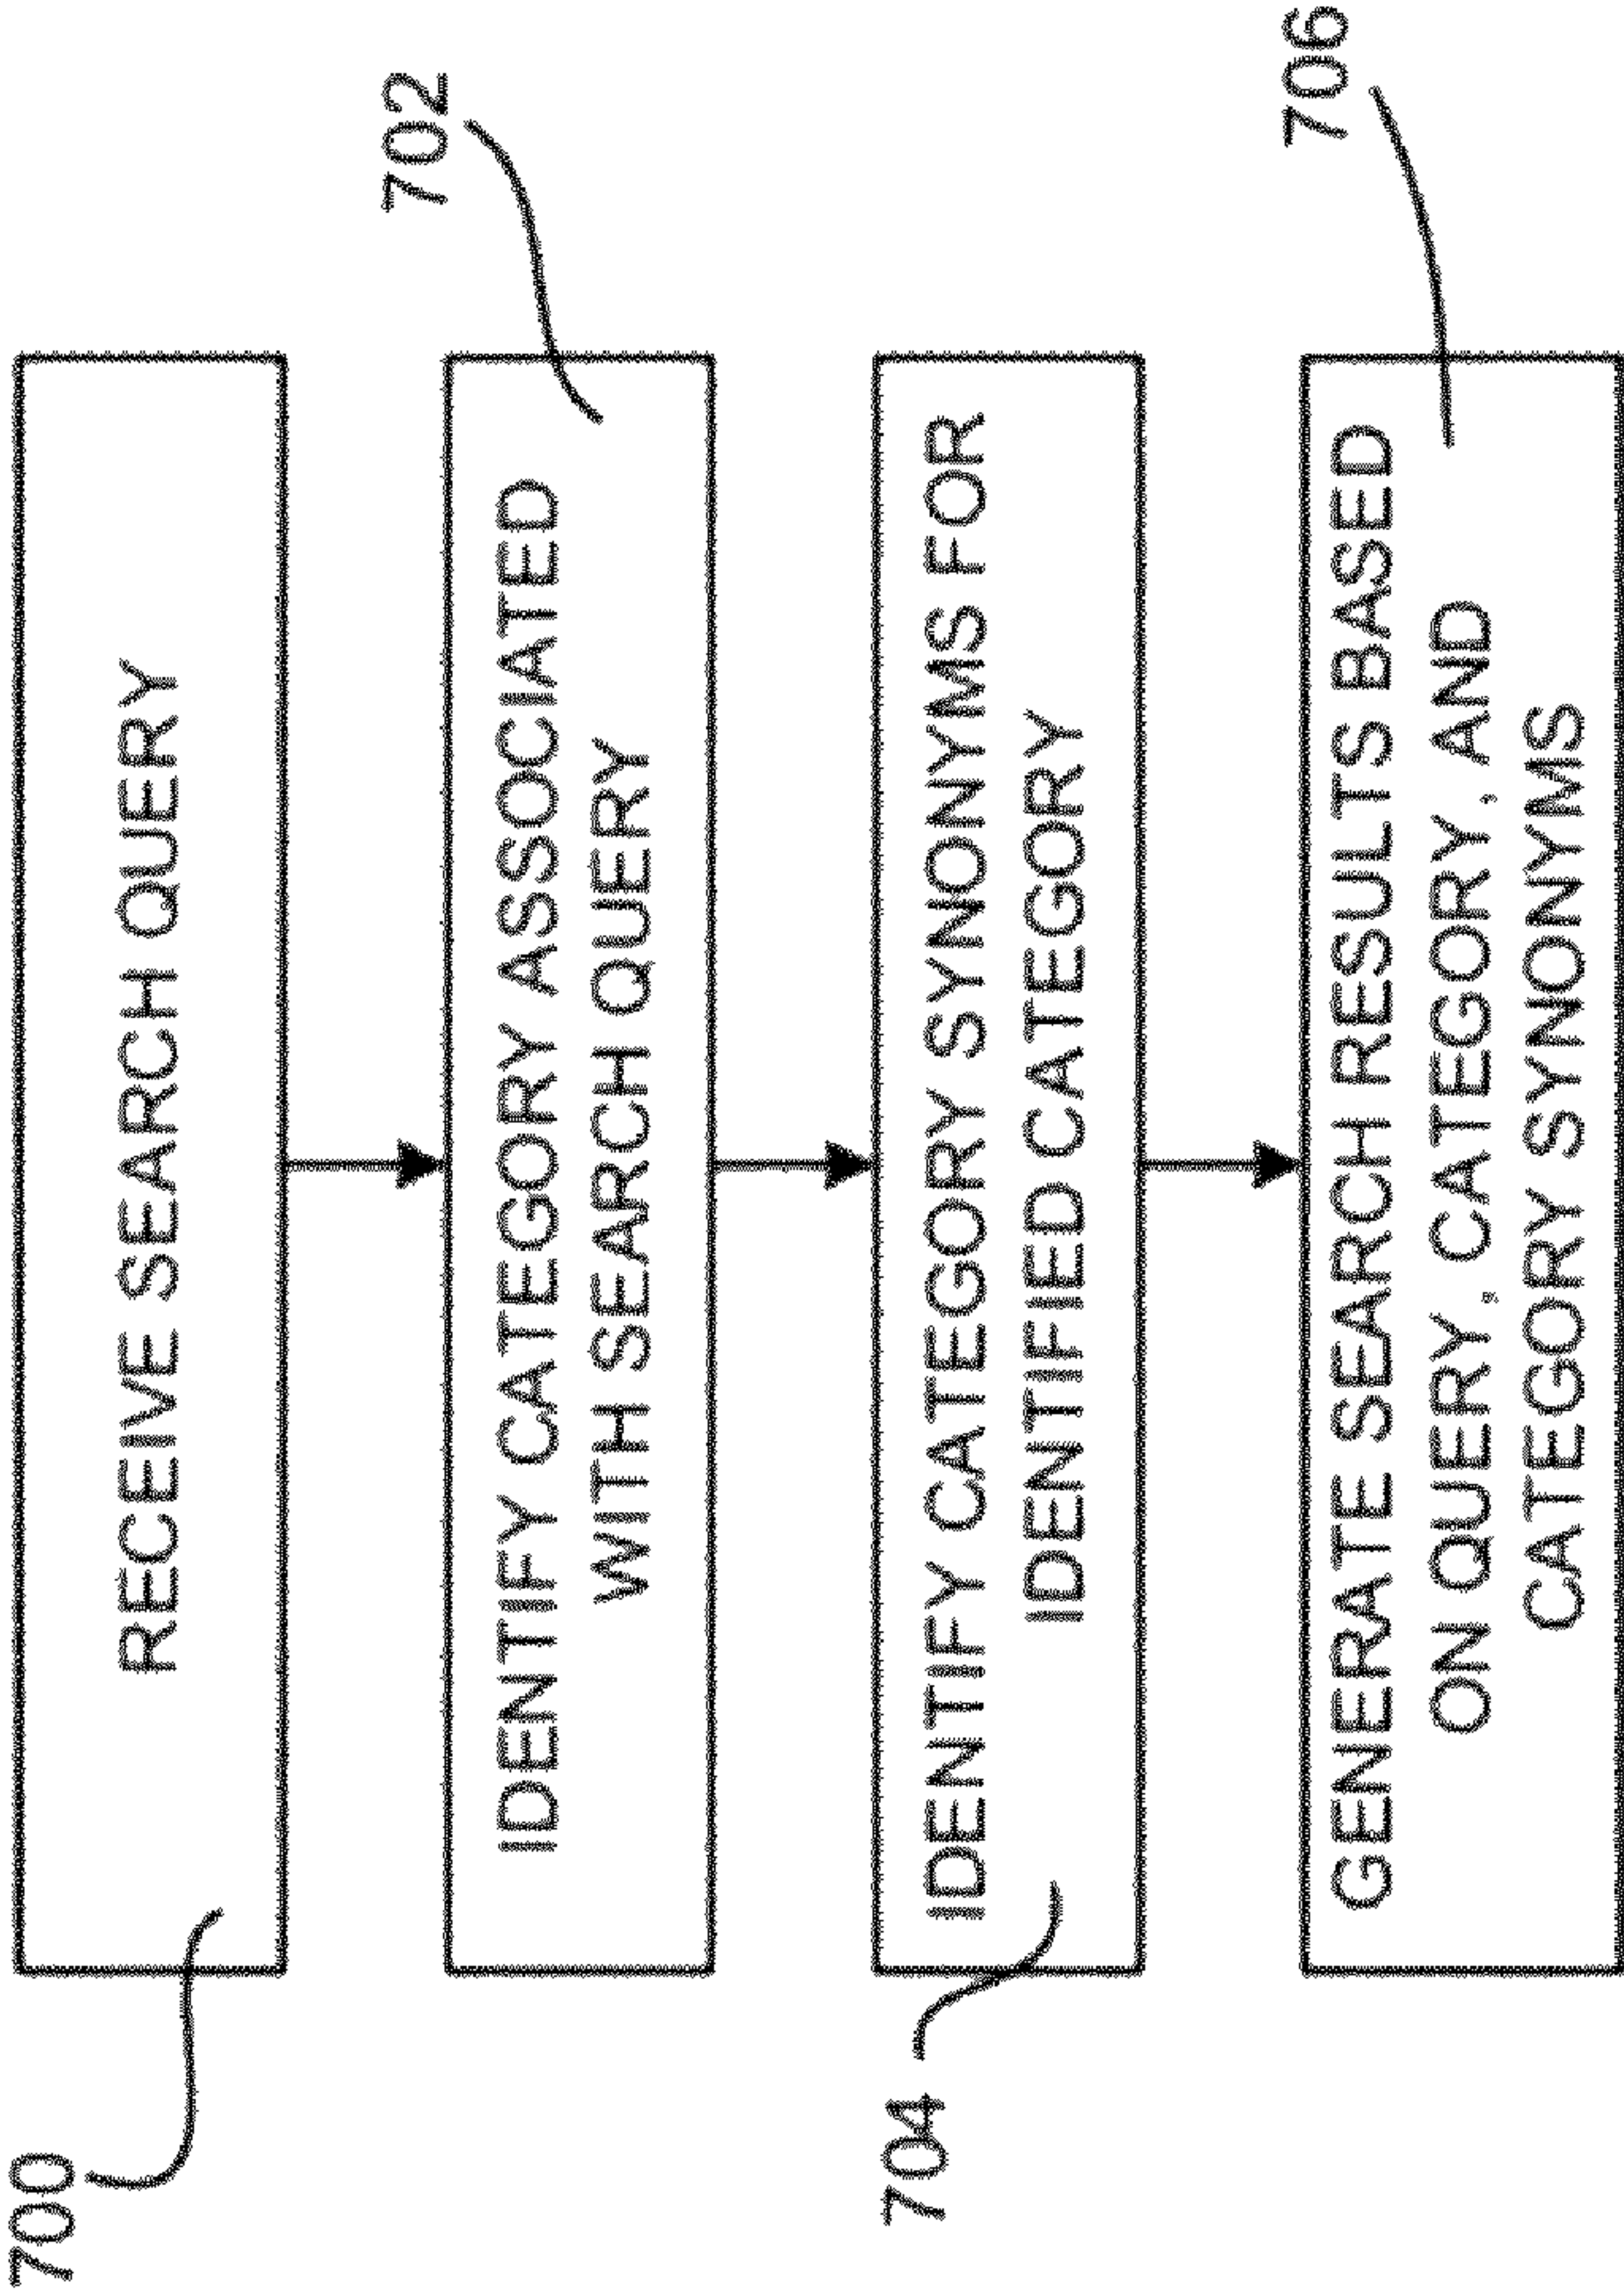 700
RECEIVE SEARCH QUERY
702
IDENTIFY CATEGORY ASSOCIATED
WITH SEARCH QUERY
704
IDENTIFY CATEGORY SYNONYMS FOR
IDENTIFIED CATEGORY
706
GENERATE SEARCH RESULTS BASED
ON QUERY, CATEGORY, AND
CATEGORY SYNONYMS